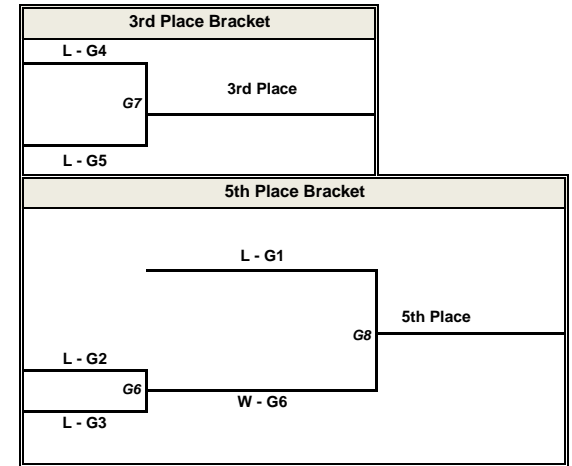 3rd Place Bracket
L - G4
3rd Place
G7
L - G5
5th Place Bracket
L - G1
5th Place
G8
L - G2
G6
W - G6
L - G3